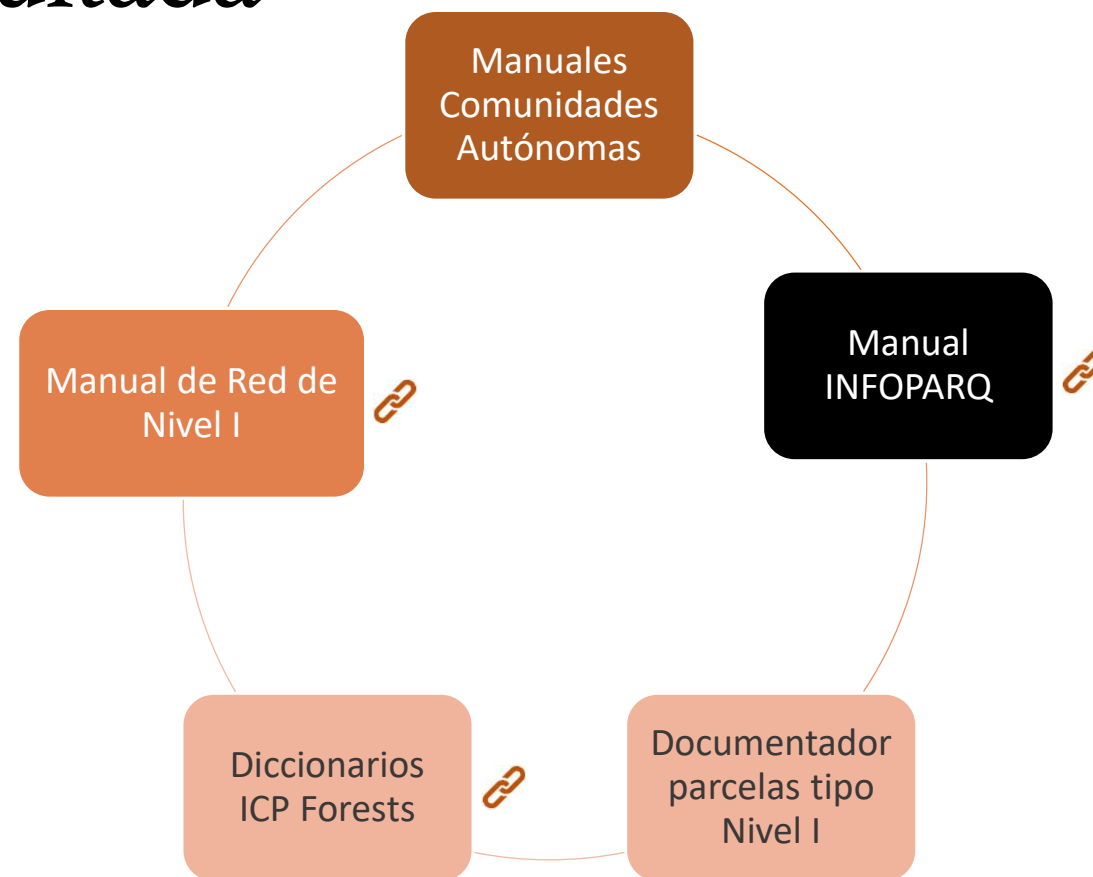 Manuales
Comunidades
Autónomas
Manual
INFOPARQ
Manual de Red de
Nivel I
Diccionarios
ICP Forests
Documentador
parcelas tipo
Nivel I